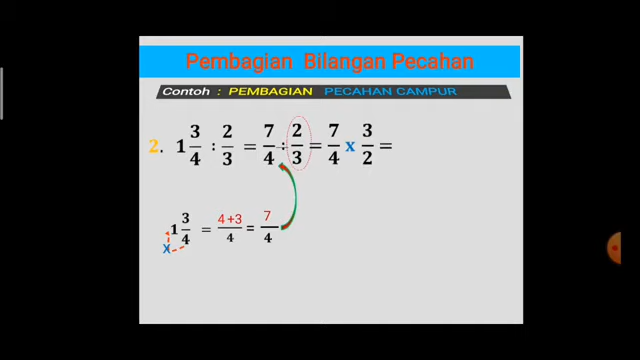 Pembagian Bilangan Pecahan
Contoh : PEMBAGIAN PECAHAN CAMPUR
2. 1 3/4 : 2/3 = 7/4 : 2/3 = 7/4 x 3/2 =
1 3/4 = 4+3/4 = 7/4
X